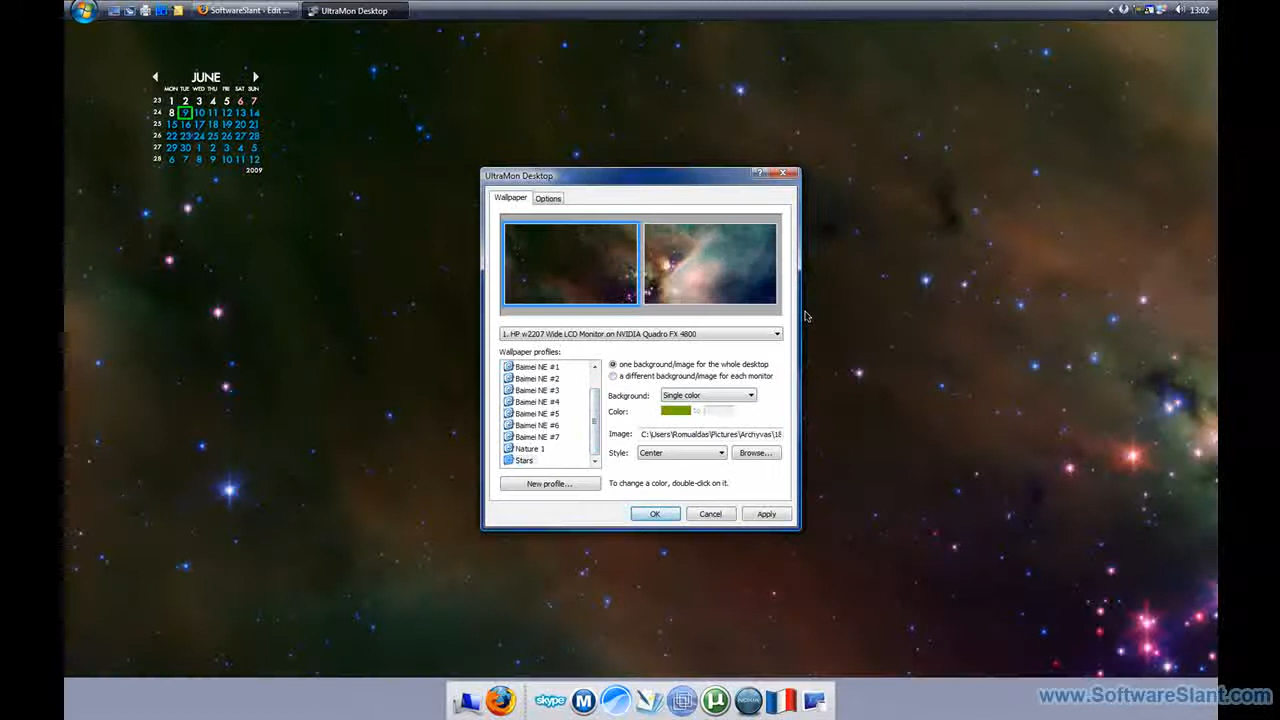 SoftwareSlant › Edit ...
UltraMon Desktop
13:02
JUNE
MON TUE WED THU FRI SAT SUN
23 1 2 3 4 5 6 7
24 8 9 10 11 12 13 14
25 15 16 17 18 19 20 21
26 22 23 24 25 26 27 28
27 29 30 1 2 3 4 5
28 6 7 8 9 10 11 12
2009
UltraMon Desktop
Wallpaper
Options
1. HP w2207 Wide LCD Monitor on NVIDIA Quadro FX 4800
Wallpaper profiles:
Baimei NE #1
Baimei NE #2
Baimei NE #3
Baimei NE #4
Baimei NE #5
Baimei NE #6
Baimei NE #7
Nature 1
Stars
one background/image for the whole desktop
a different background/image for each monitor
Background:
Single color
Color:
to
Image:
C:\Users\Romualdas\Pictures\Archyvas\18
Style:
Center
Browse...
New profile...
To change a color, double-click on it.
OK
Cancel
Apply
skype
M
µ
NOKIA
www.SoftwareSlant.com